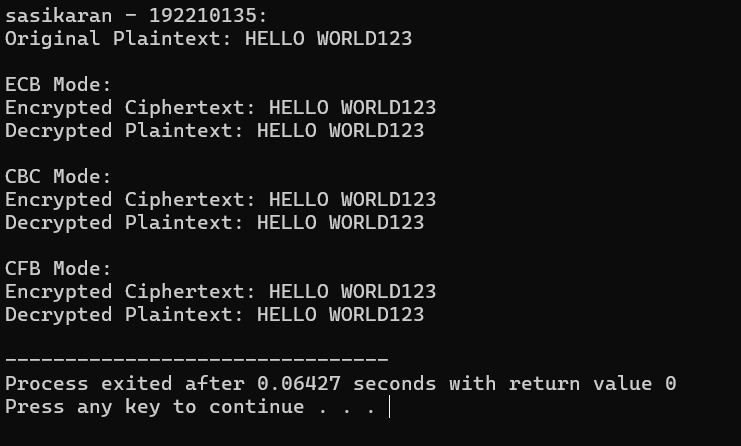 sasikaran - 192210135:
Original Plaintext: HELLO WORLD123
ECB Mode:
Encrypted Ciphertext: HELLO WORLD123
Decrypted Plaintext: HELLO WORLD123
CBC Mode:
Encrypted Ciphertext: HELLO WORLD123
Decrypted Plaintext: HELLO WORLD123
CFB Mode:
Encrypted Ciphertext: HELLO WORLD123
Decrypted Plaintext: HELLO WORLD123
--------------------------------
Process exited after 0.06427 seconds with return value 0
Press any key to continue . . .